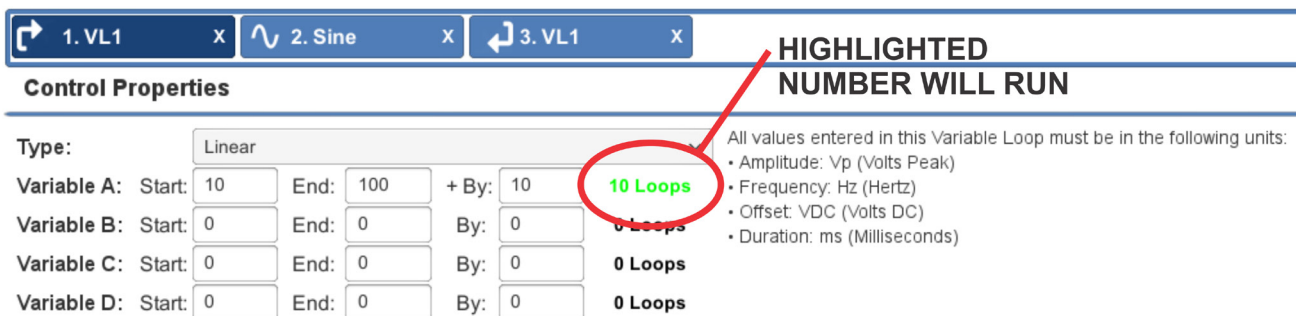 1. VL1 X 2. Sine X 3. VL1 X
HIGHLIGHTED
NUMBER WILL RUN
Control Properties
Type: Linear
Variable A: Start: 10 End: 100 + By: 10 10 Loops
Variable B: Start: 0 End: 0 By: 0 0 Loops
Variable C: Start: 0 End: 0 By: 0 0 Loops
Variable D: Start: 0 End: 0 By: 0 0 Loops
All values entered in this Variable Loop must be in the following units:
• Amplitude: Vp (Volts Peak)
• Frequency: Hz (Hertz)
• Offset: VDC (Volts DC)
• Duration: ms (Milliseconds)